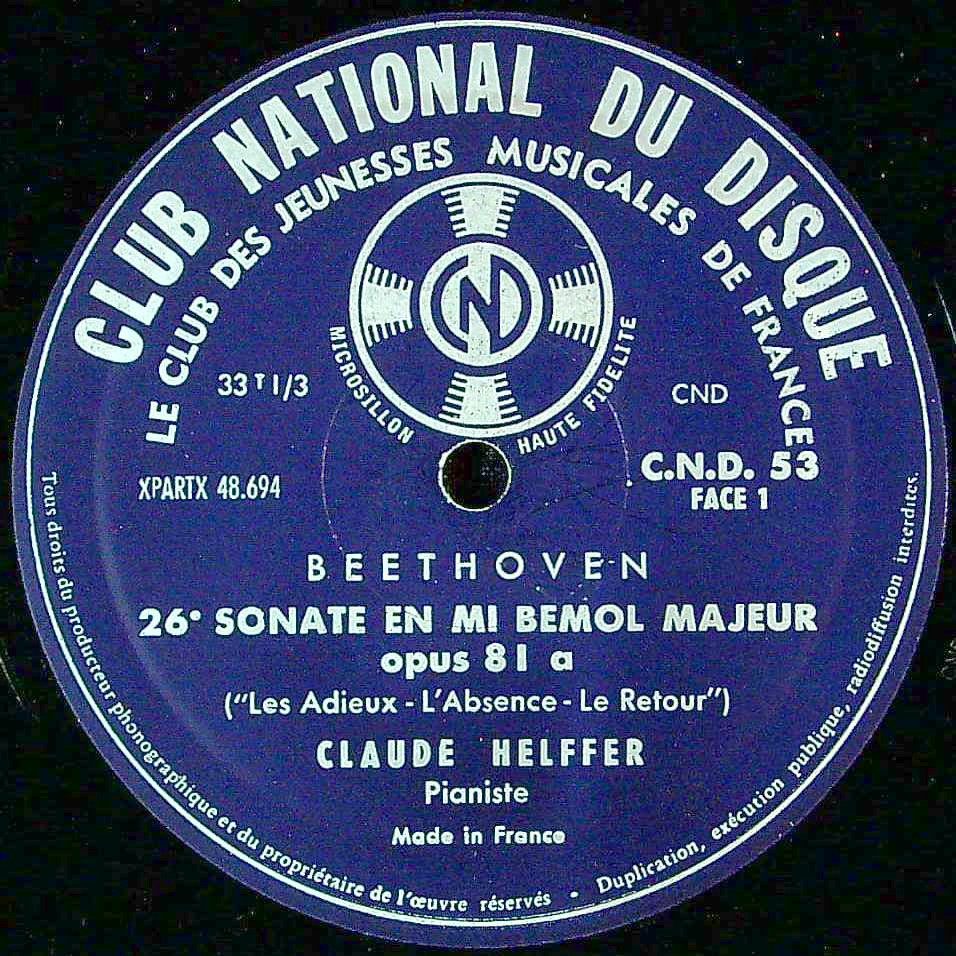 CLUB NATIONAL DU DISQUE
LE CLUB DES JEUNESSES MUSICALES DE FRANCE
MICROSILLON
HAUTE FIDELITE
33 T 1/3
CND
XPARTX 48.694
C.N.D. 53
FACE 1
BEETHOVEN
26e SONATE EN MI BEMOL MAJEUR
opus 81 a
("Les Adieux - L'Absence - Le Retour")
CLAUDE HELFFER
Pianiste
Made in France
Tous droits du producteur phonographique et du propriétaire de l'œuvre réservés • Duplication, exécution publique, radiodiffusion interdites.